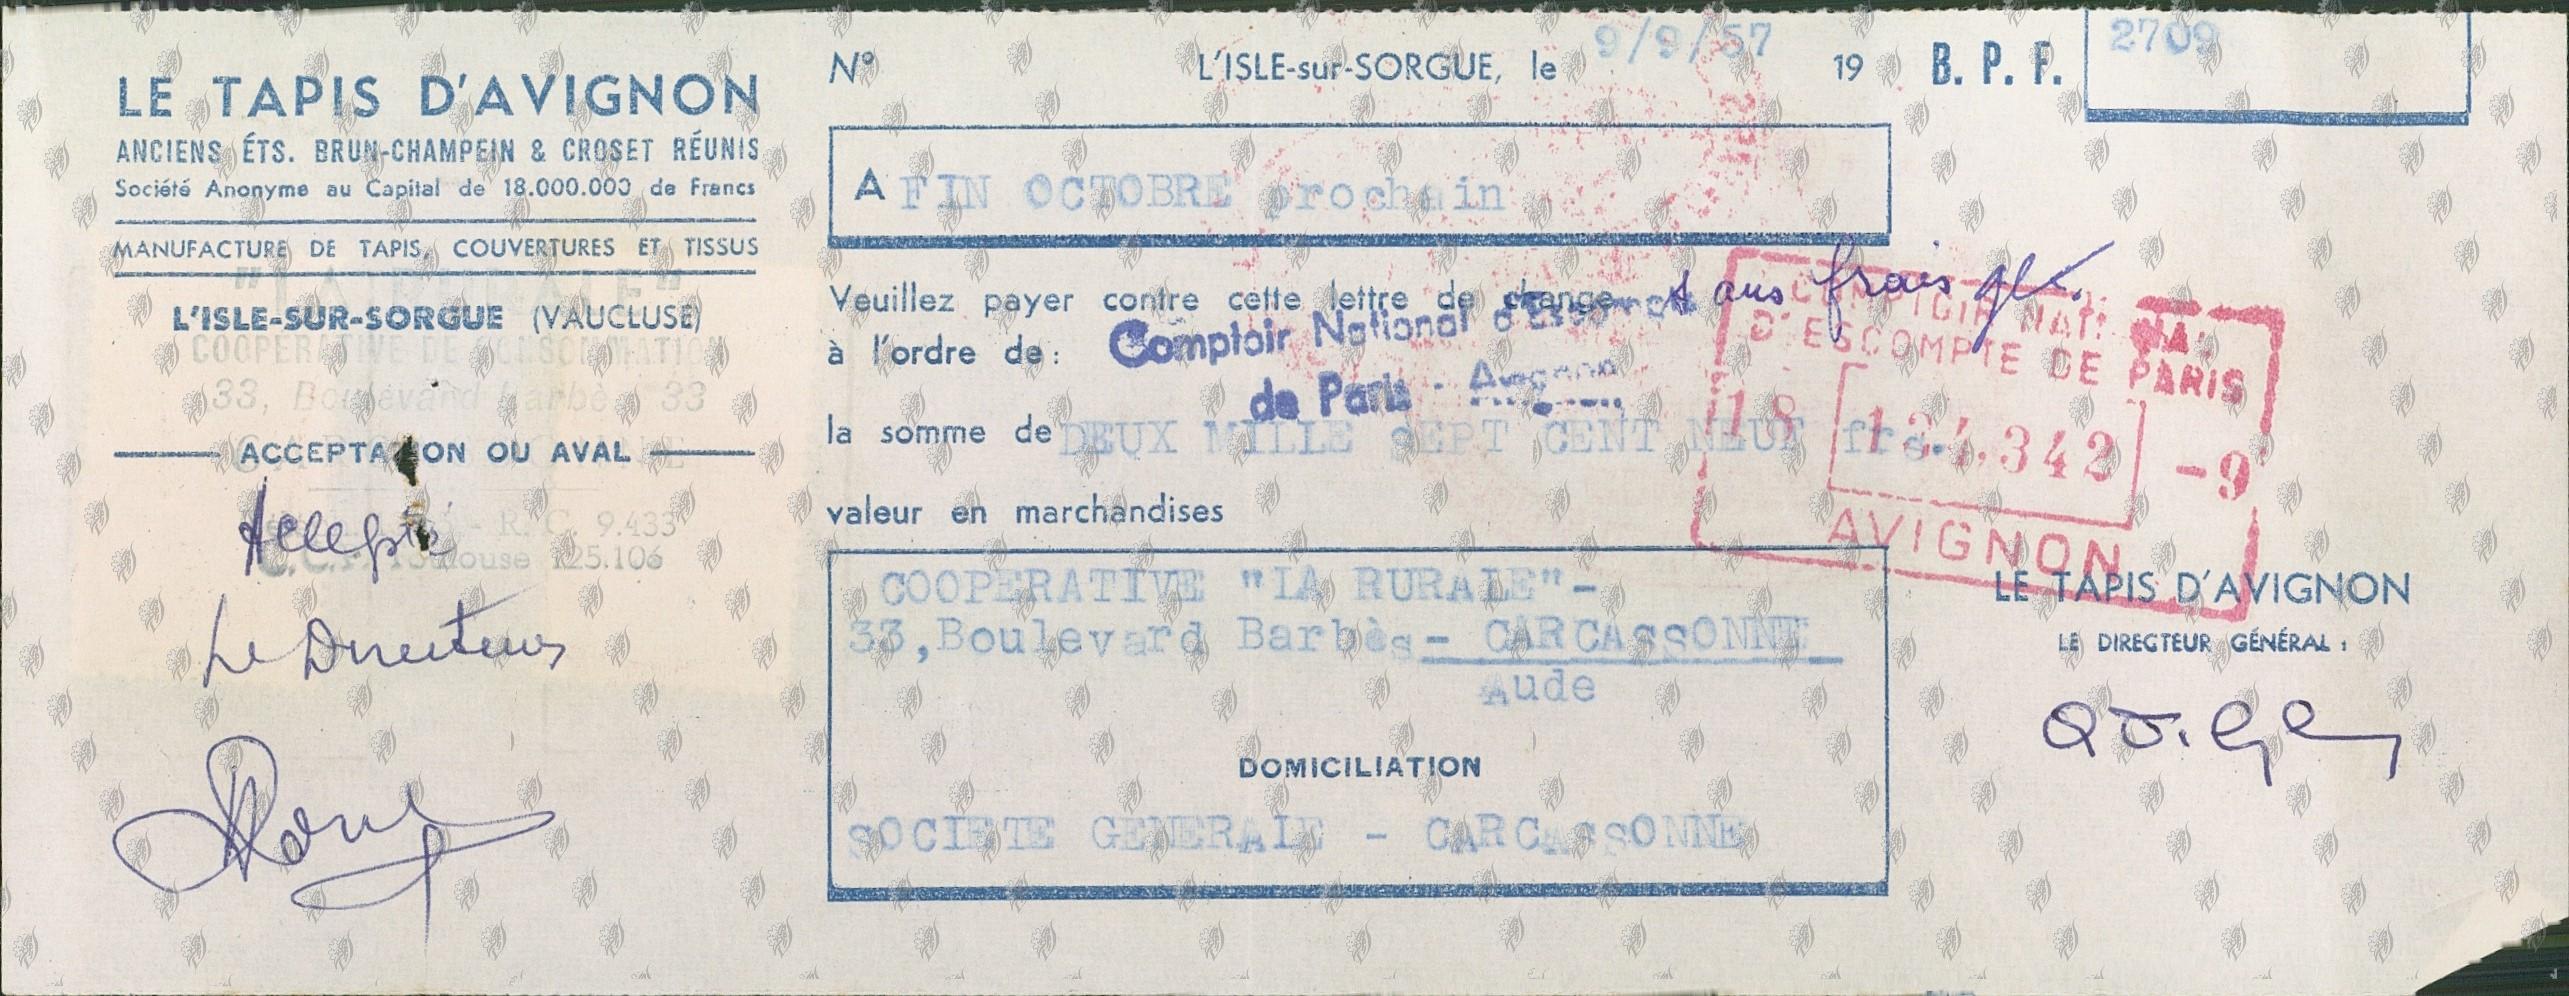 LE TAPIS D'AVIGNON
ANCIENS ÉTS. BRUN-CHAMPEIN & CROSET RÉUNIS
Société Anonyme au Capital de 18.000.000 de Francs
MANUFACTURE DE TAPIS, COUVERTURES ET TISSUS
L'ISLE-SUR-SORGUE (VAUCLUSE)
COOPERATIVE DE CONSOMMATION
33, Boulevard Barbès 33
ACCEPTATION OU AVAL
R. C. 9.433
C.C.P. Toulouse 125.106
Accepté
Le Directeur
N° L'ISLE-sur-SORGUE, le 9/9/57 19 B. P. F. 2709
A FIN OCTOBRE prochain
Veuillez payer contre cette lettre de change sans frais
à l'ordre de : Comptoir National d'Escompte
de Paris - Avignon
la somme de DEUX MILLE SEPT CENT NEUF frs.
valeur en marchandises
COMPTOIR NATIONAL
D'ESCOMPTE DE PARIS
18 -9
AVIGNON
COOPERATIVE "LA RURALE"-
33,Boulevard Barbès- CARCASSONNE
Aude
DOMICILIATION
SOCIETE GENERALE - CARCASSONNE
LE TAPIS D'AVIGNON
LE DIRECTEUR GÉNÉRAL :